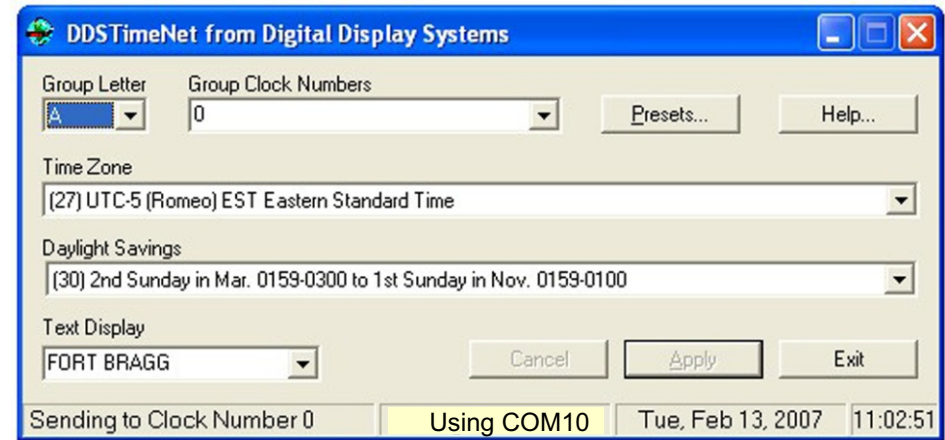 DDSTimeNet from Digital Display Systems
Group Letter Group Clock Numbers
A 0 Presets... Help...
Time Zone
(27) UTC-5 (Romeo) EST Eastern Standard Time
Daylight Savings
(30) 2nd Sunday in Mar. 0159-0300 to 1st Sunday in Nov. 0159-0100
Text Display
FORT BRAGG Cancel Apply Exit
Sending to Clock Number 0 Using COM10 Tue, Feb 13, 2007 11:02:51